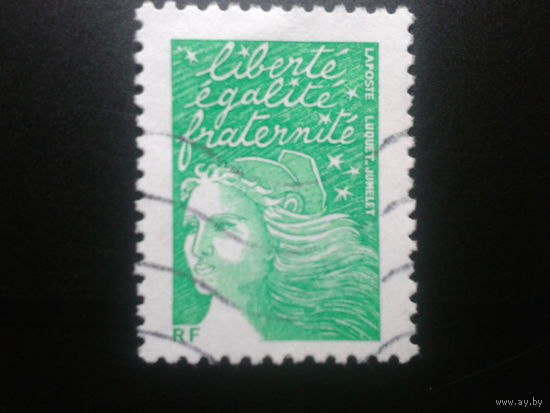 liberté
égalité
fraternité
LAPOSTE LUQUET-JUMELET
RF
www.ay.by